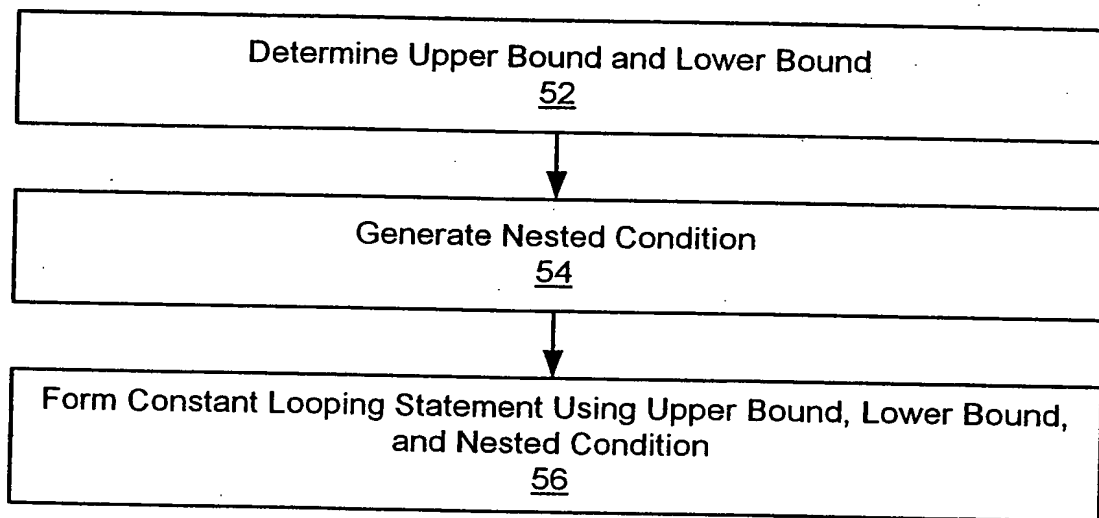 Determine Upper Bound and Lower Bound
52
Generate Nested Condition
54
Form Constant Looping Statement Using Upper Bound, Lower Bound,
and Nested Condition
56